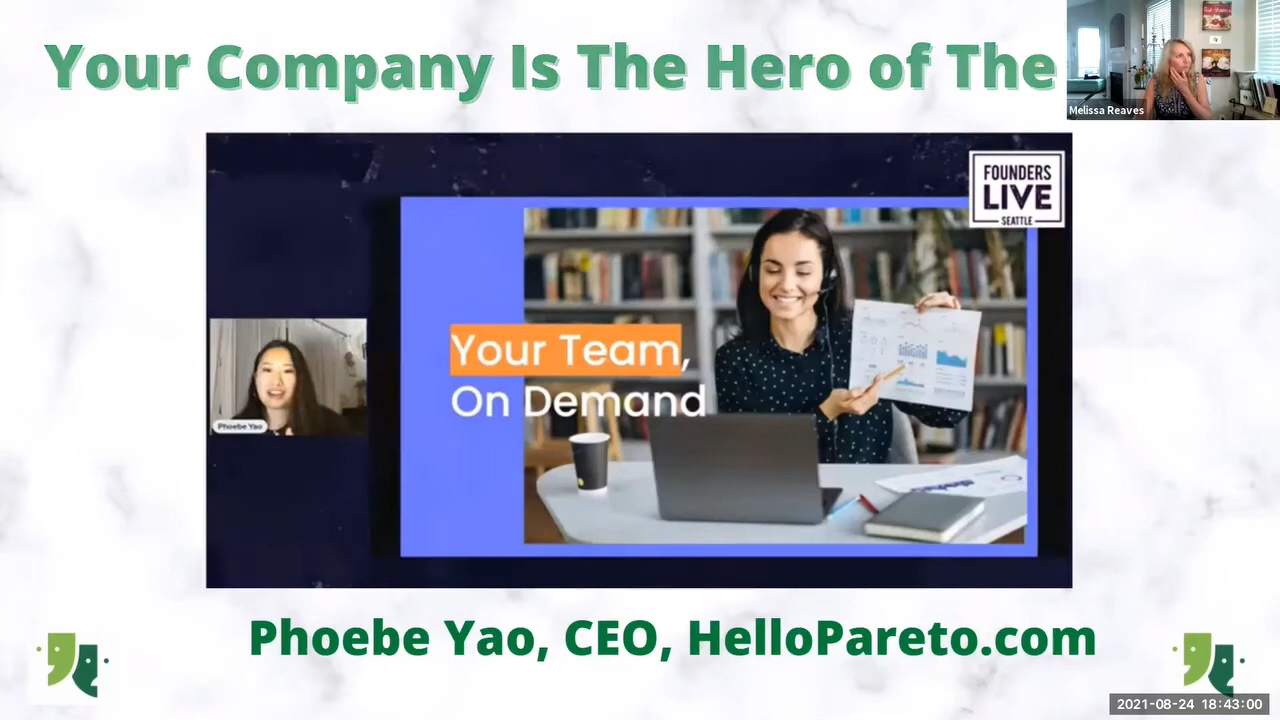 Your Company Is The Hero of The
Melissa Reaves
FOUNDERS
LIVE
SEATTLE
Your Team,
On Demand
Phoebe Yao
Phoebe Yao, CEO, HelloPareto.com
2021-08-24 18:43:00